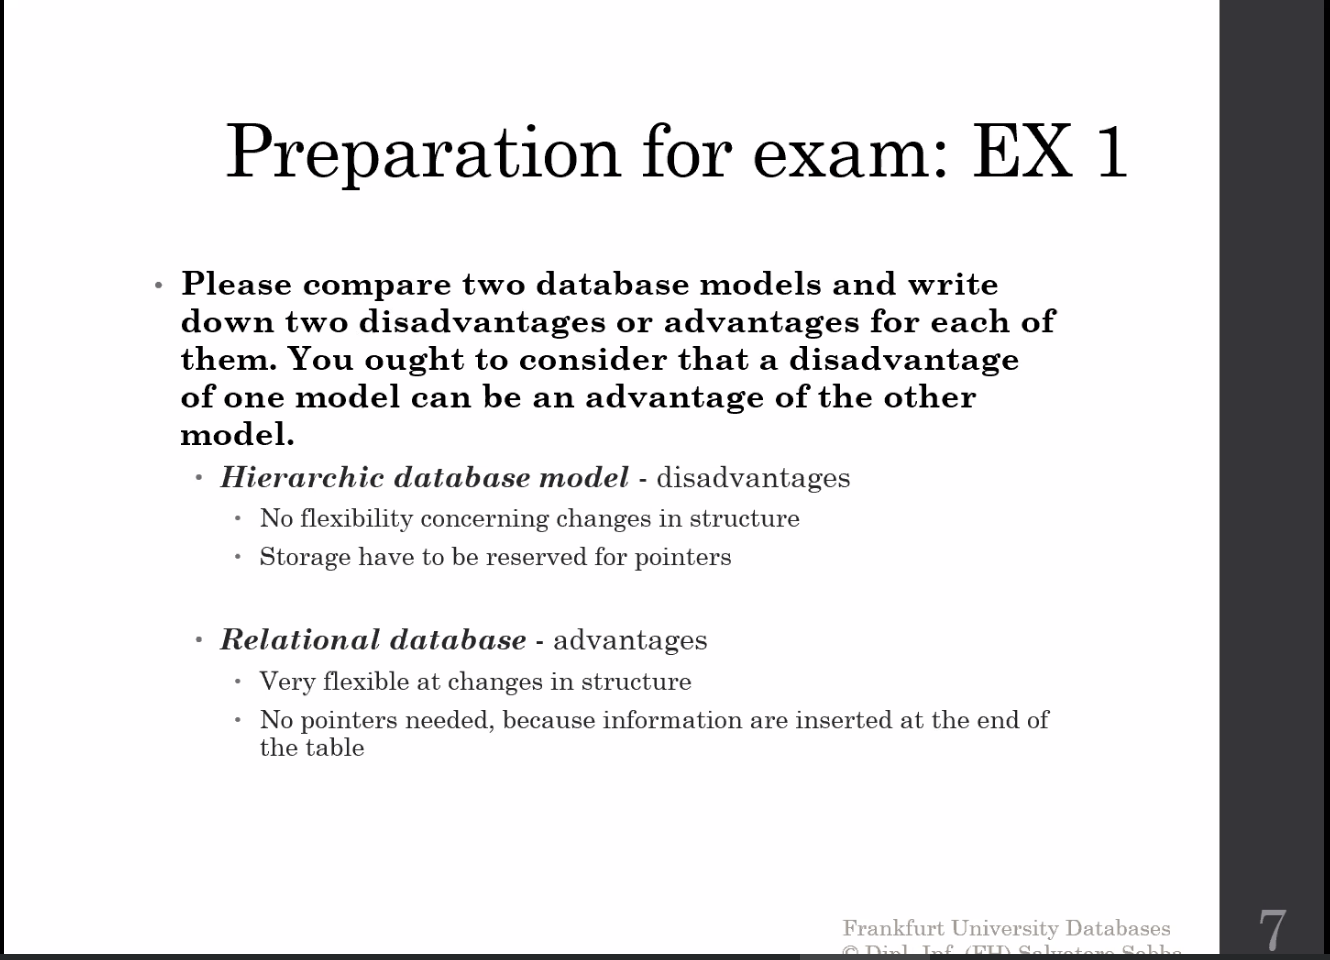 Preparation for exam: EX 1
• Please compare two database models and write
down two disadvantages or advantages for each of
them. You ought to consider that a disadvantage
of one model can be an advantage of the other
model.
• Hierarchic database model - disadvantages
• No flexibility concerning changes in structure
• Storage have to be reserved for pointers
• Relational database - advantages
• Very flexible at changes in structure
• No pointers needed, because information are inserted at the end of
the table
Frankfurt University Databases
© Dipl. Inf. (FH) Salvatore
7